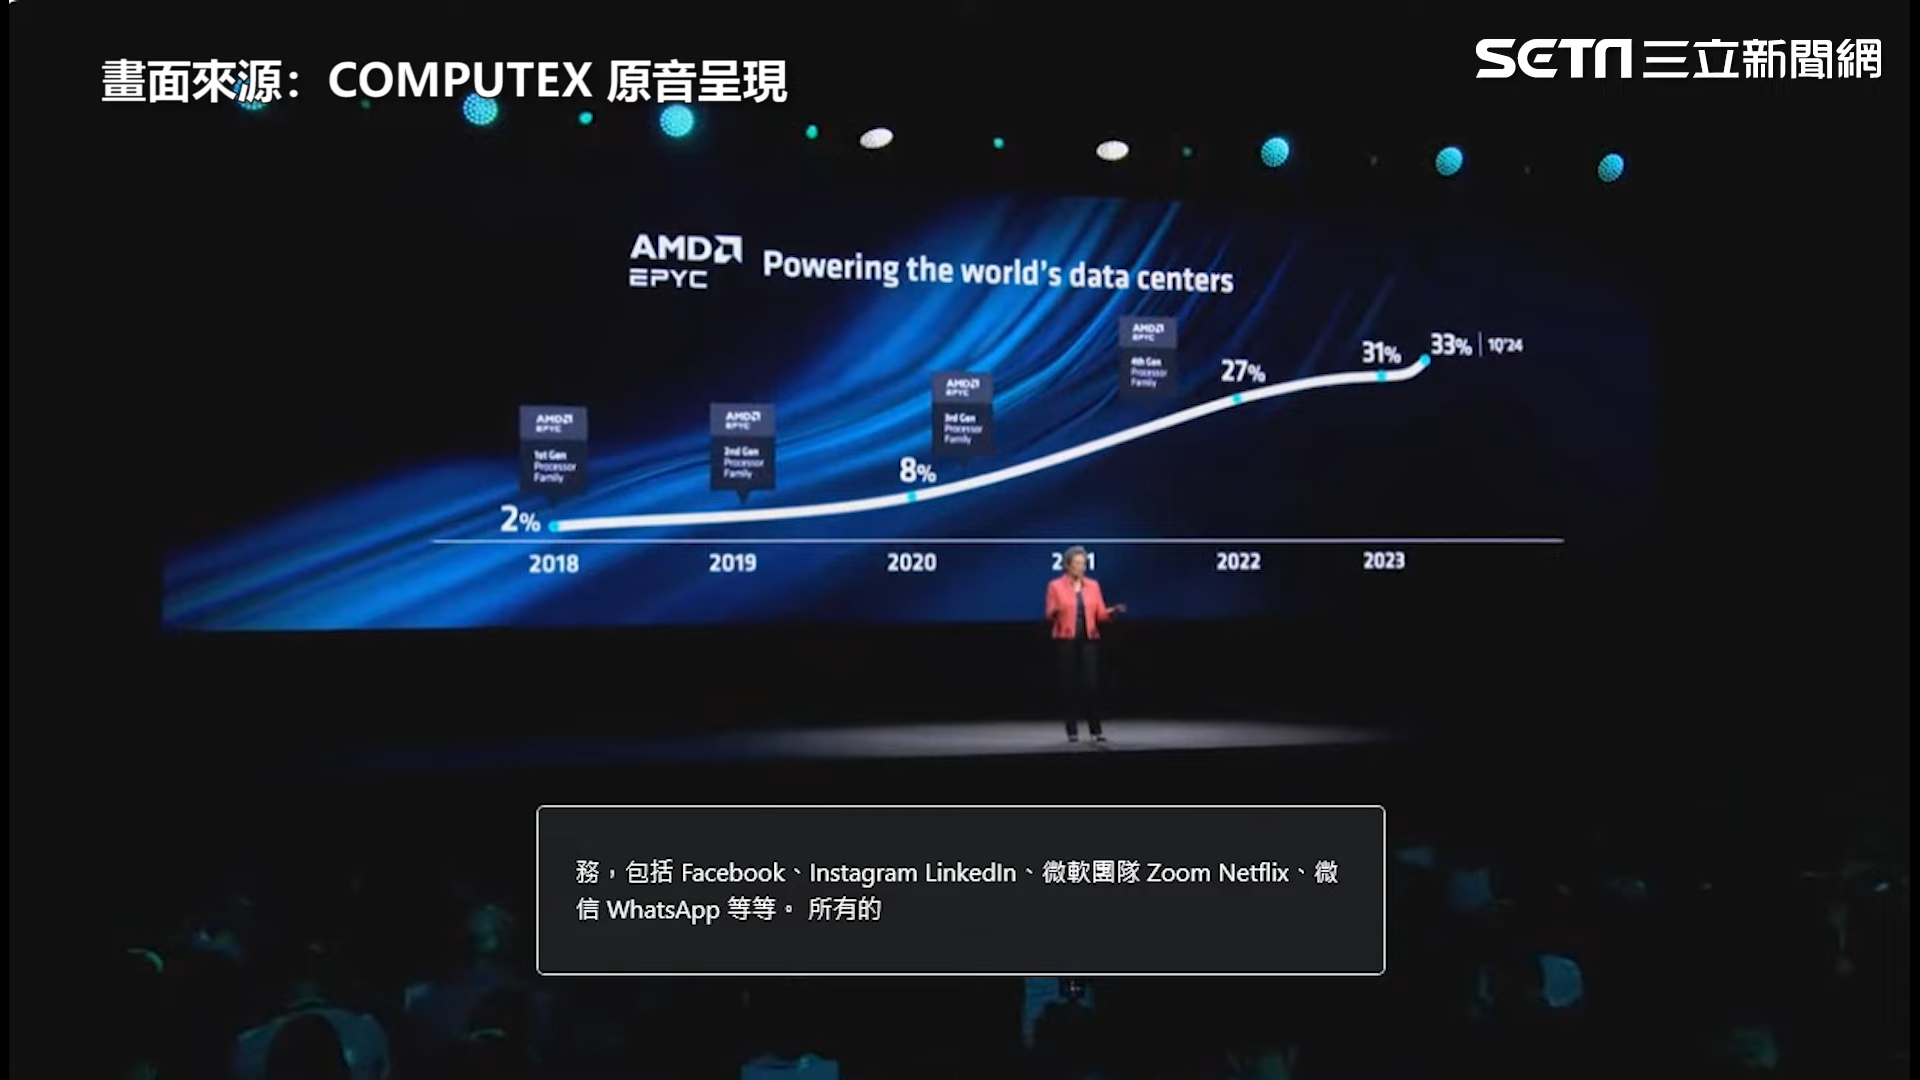 畫面來源：COMPUTEX 原音呈現
SETN三立新聞網
AMD
EPYC
Powering the world's data centers
AMD
EPYC
1st Gen
Processor
Family
AMD
EPYC
2nd Gen
Processor
Family
AMD
EPYC
3rd Gen
Processor
Family
AMD
EPYC
4th Gen
Processor
Family
2%
8%
27%
31%
33% | 1Q'24
2018
2019
2020
2022
2023
務，包括 Facebook、Instagram LinkedIn、微軟團隊 Zoom Netflix、微
信 WhatsApp 等等。 所有的